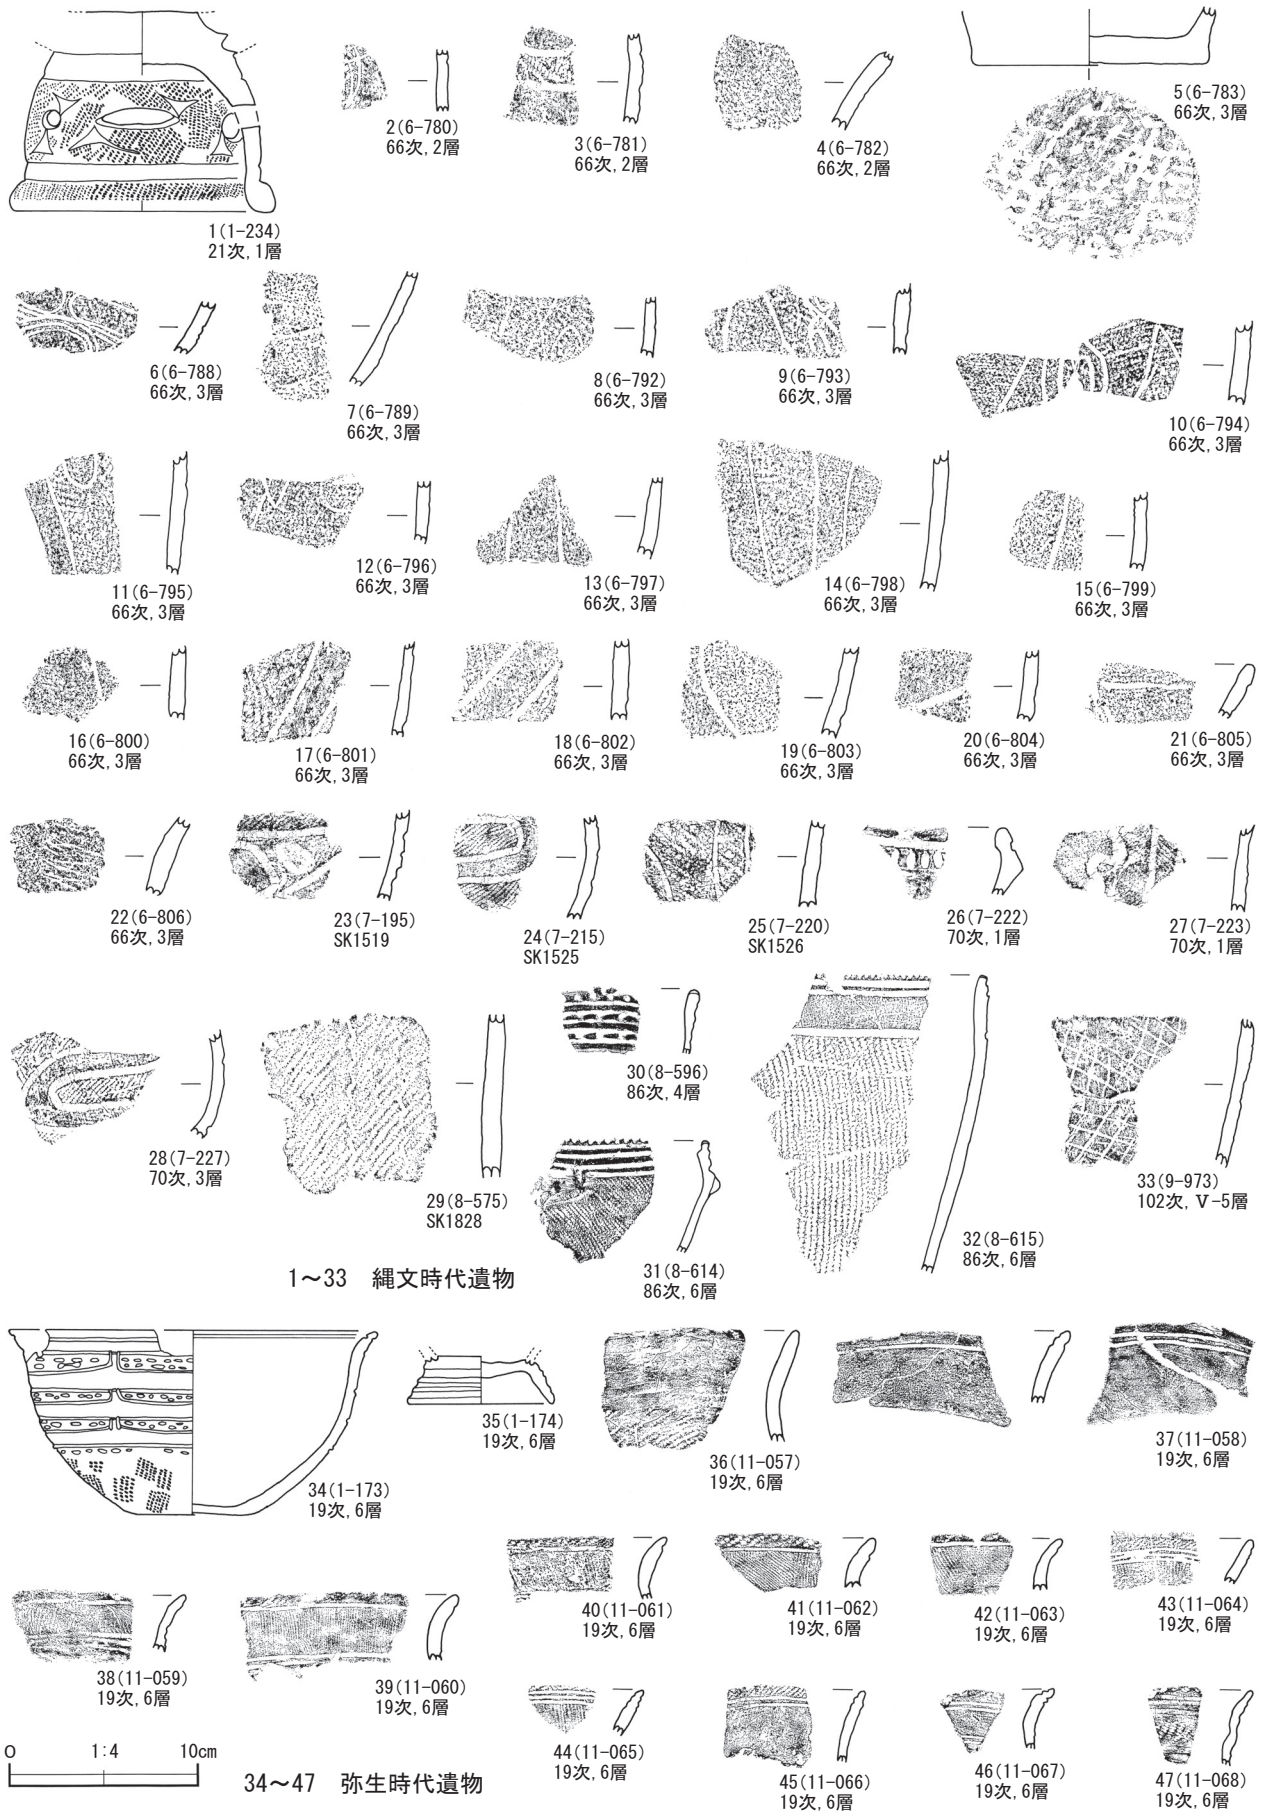 1(1-234)
21次,1層
2(6-780)
66次,2層
3(6-781)
66次,2層
4(6-782)
66次,2層
5(6-783)
66次,3層
6(6-788)
66次,3層
7(6-789)
66次,3層
8(6-792)
66次,3層
9(6-793)
66次,3層
10(6-794)
66次,3層
11(6-795)
66次,3層
12(6-796)
66次,3層
13(6-797)
66次,3層
14(6-798)
66次,3層
15(6-799)
66次,3層
16(6-800)
66次,3層
17(6-801)
66次,3層
18(6-802)
66次,3層
19(6-803)
66次,3層
20(6-804)
66次,3層
21(6-805)
66次,3層
22(6-806)
66次,3層
23(7-195)
SK1519
24(7-215)
SK1525
25(7-220)
SK1526
26(7-222)
70次,1層
27(7-223)
70次,1層
28(7-227)
70次,3層
29(8-575)
SK1828
30(8-596)
86次,4層
31(8-614)
86次,6層
32(8-615)
86次,6層
33(9-973)
102次,Ⅴ-5層
1～33 縄文時代遺物
34(1-173)
19次,6層
35(1-174)
19次,6層
36(11-057)
19次,6層
37(11-058)
19次,6層
38(11-059)
19次,6層
39(11-060)
19次,6層
40(11-061)
19次,6層
41(11-062)
19次,6層
42(11-063)
19次,6層
43(11-064)
19次,6層
44(11-065)
19次,6層
45(11-066)
19次,6層
46(11-067)
19次,6層
47(11-068)
19次,6層
0 1:4 10cm
34～47 弥生時代遺物